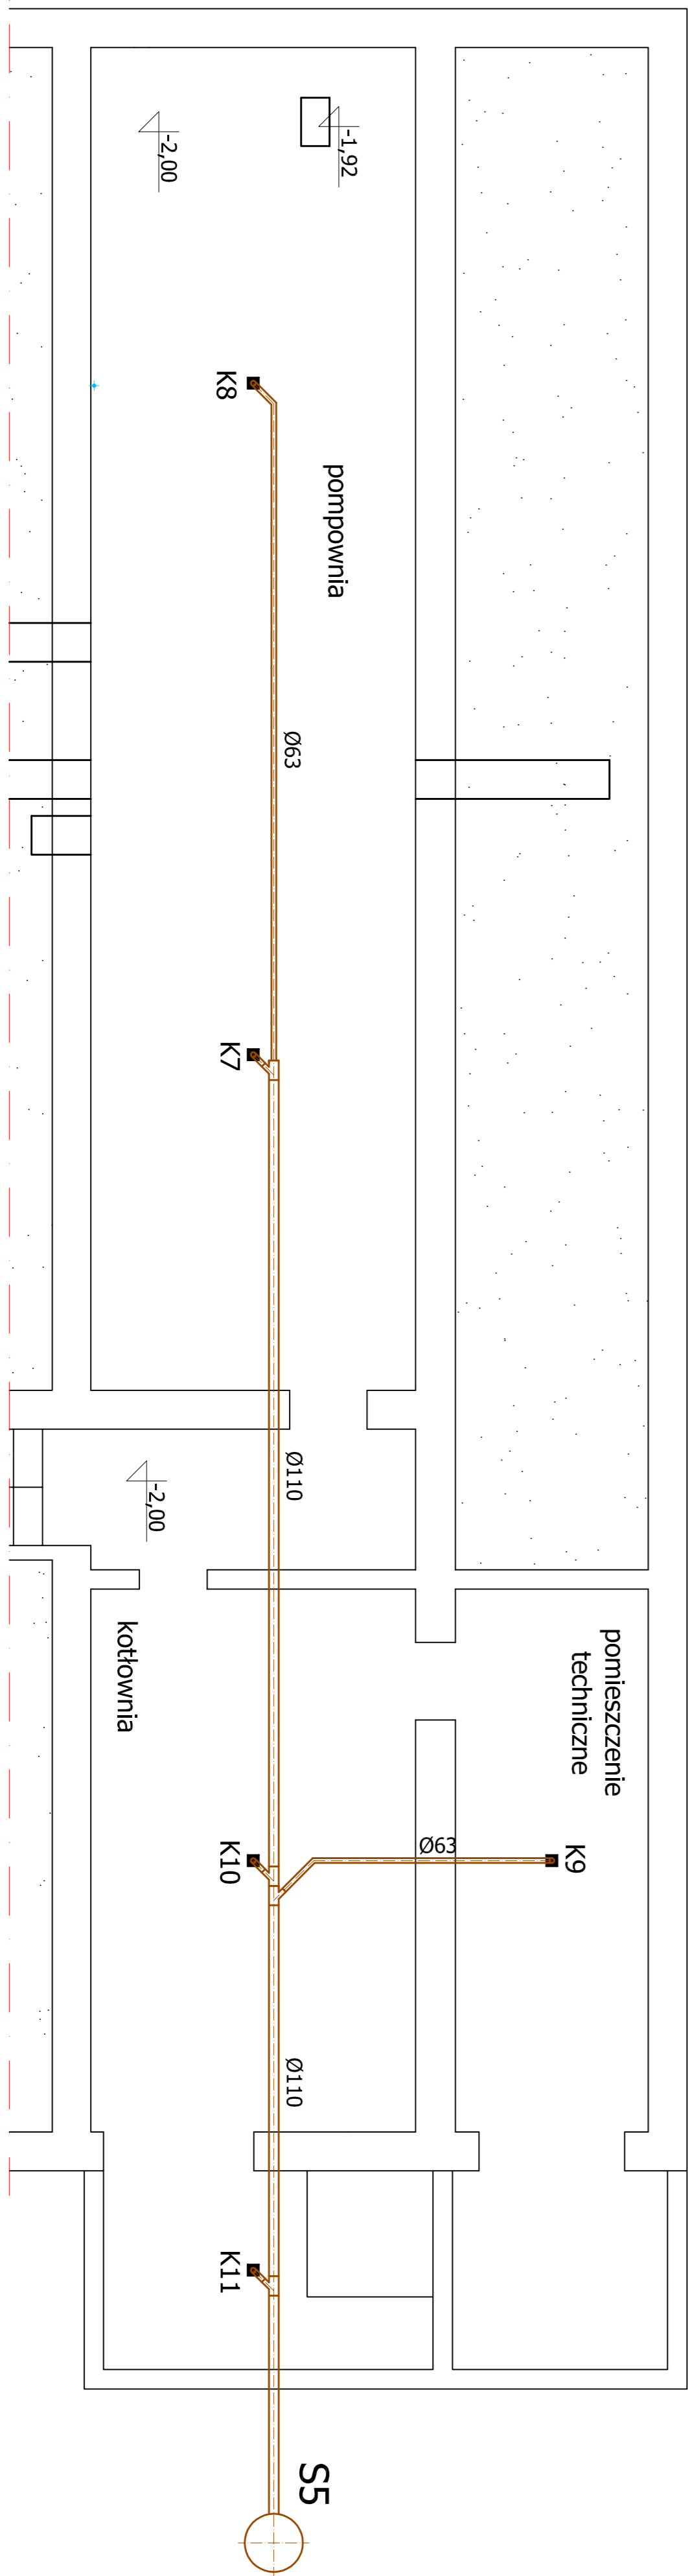 -1,92
-2,00
K8
pompownia
Ø63
K7
Ø110
-2,00
pomieszczenie
techniczne
kotłownia
Ø63
K9
K10
Ø110
K11
S5